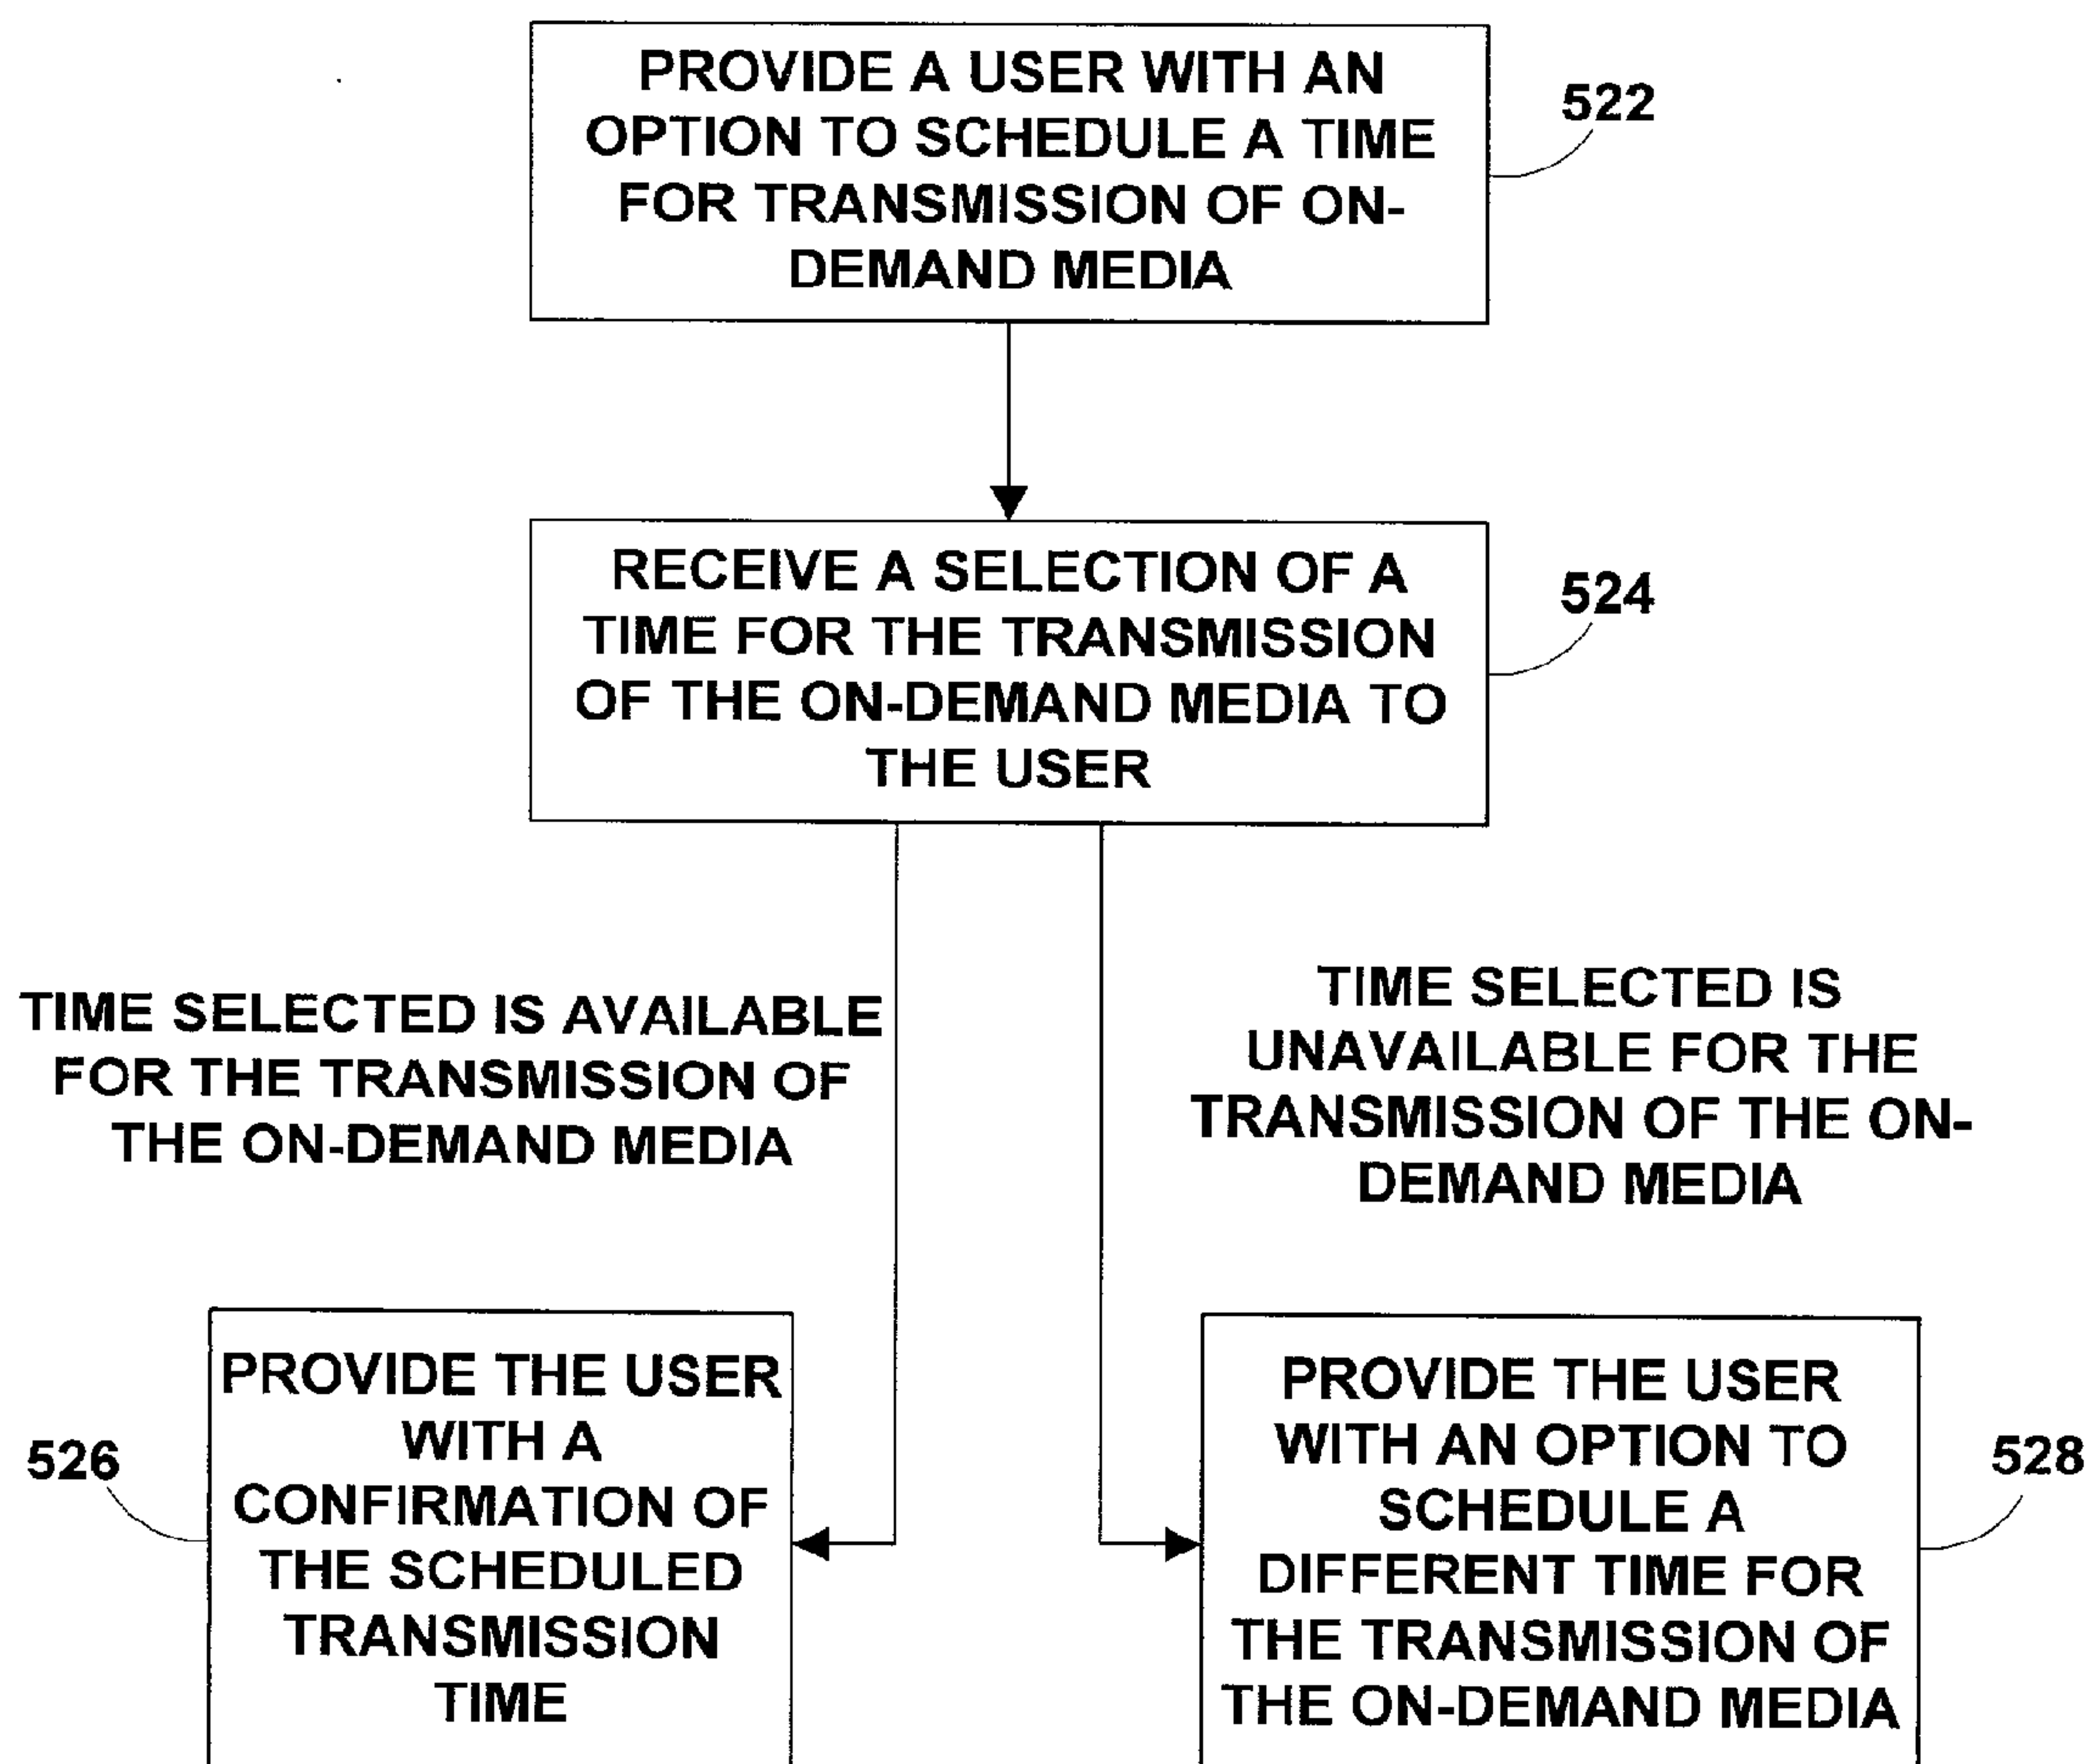 PROVIDE A USER WITH AN
OPTION TO SCHEDULE A TIME
FOR TRANSMISSION OF ON-
DEMAND MEDIA
522
RECEIVE A SELECTION OF A
TIME FOR THE TRANSMISSION
OF THE ON-DEMAND MEDIA TO
THE USER
524
TIME SELECTED IS AVAILABLE
FOR THE TRANSMISSION OF
THE ON-DEMAND MEDIA
TIME SELECTED IS
UNAVAILABLE FOR THE
TRANSMISSION OF THE ON-
DEMAND MEDIA
526
PROVIDE THE USER
WITH A
CONFIRMATION OF
THE SCHEDULED
TRANSMISSION
TIME
PROVIDE THE USER
WITH AN OPTION TO
SCHEDULE A
DIFFERENT TIME FOR
THE TRANSMISSION OF
THE ON-DEMAND MEDIA
528